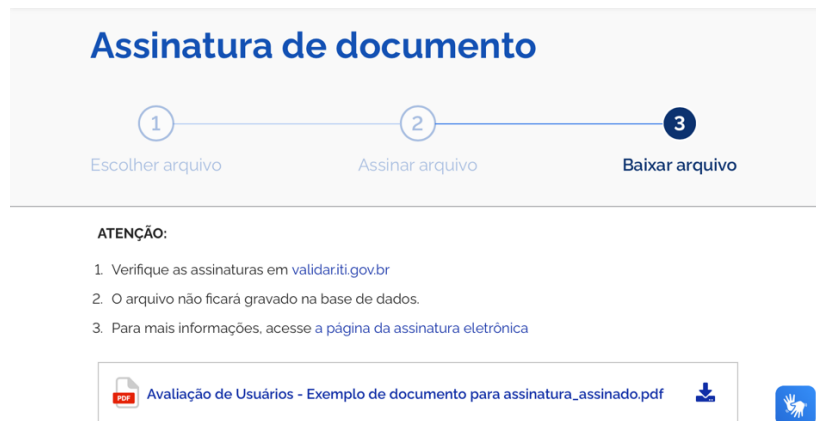 Assinatura de documento
1
2
3
Escolher arquivo
Assinar arquivo
Baixar arquivo
ATENÇÃO:
1. Verifique as assinaturas em validar.iti.gov.br
2. O arquivo não ficará gravado na base de dados.
3. Para mais informações, acesse a página da assinatura eletrônica
PDF
Avaliação de Usuários - Exemplo de documento para assinatura_assinado.pdf